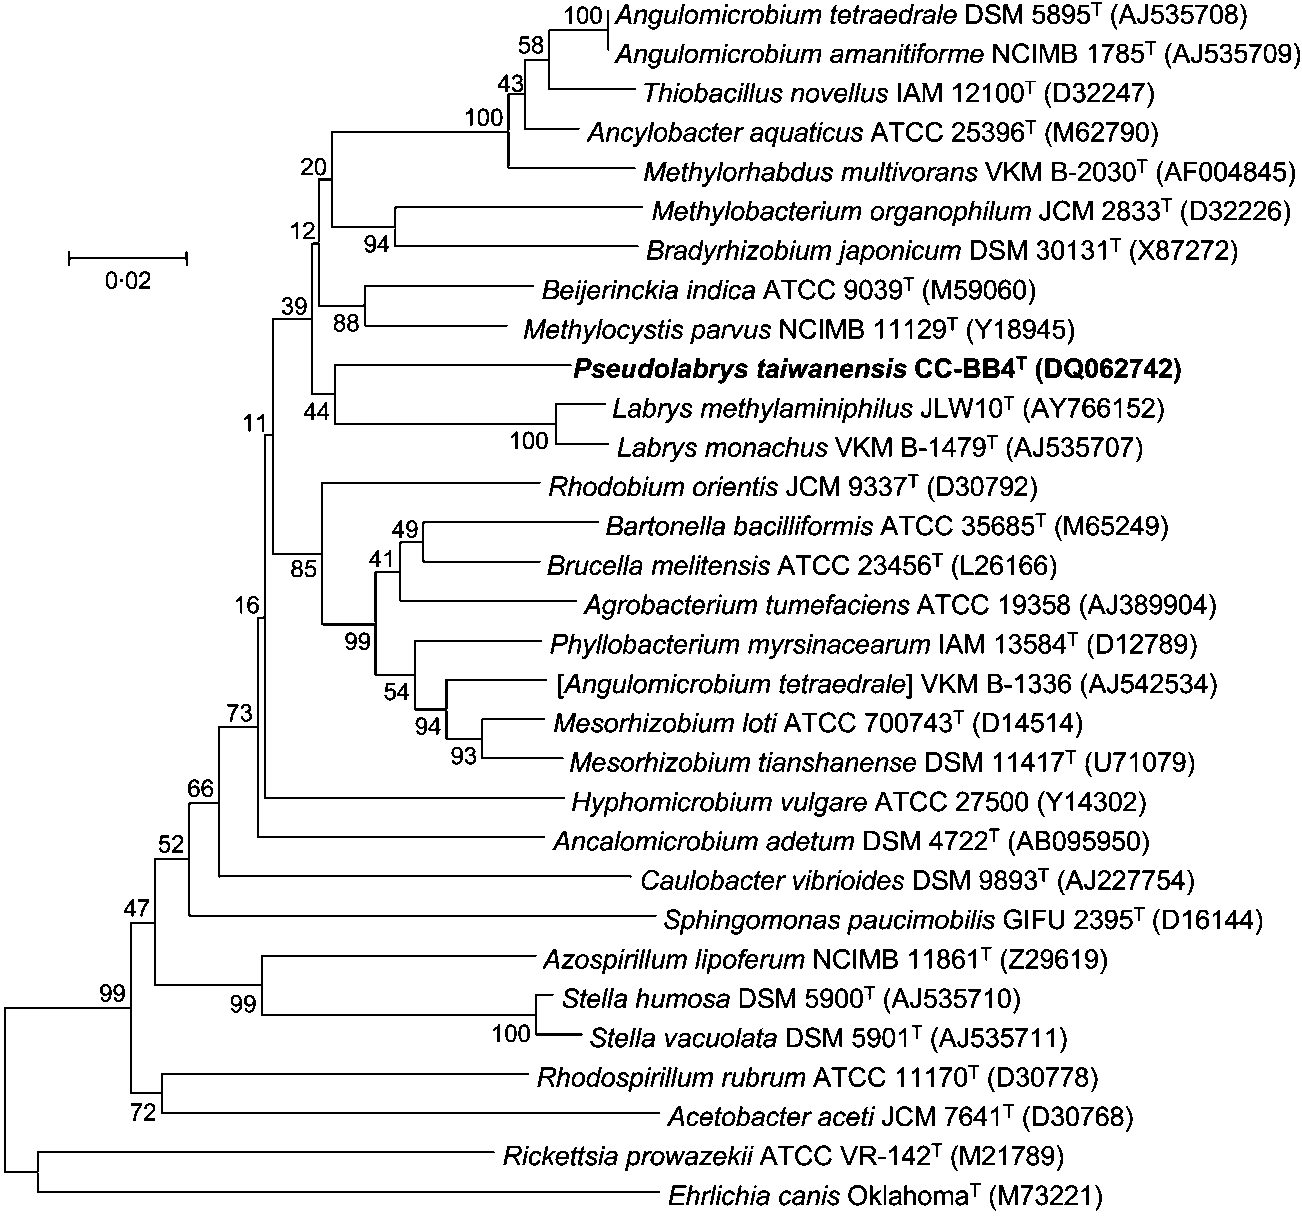 100 Angulomicrobium tetraedrale DSM 5895ᵀ (AJ535708)
58 Angulomicrobium amanitiforme NCIMB 1785ᵀ (AJ535709)
43 Thiobacillus novellus IAM 12100ᵀ (D32247)
100 Ancylobacter aquaticus ATCC 25396ᵀ (M62790)
20 Methylorhabdus multivorans VKM B-2030ᵀ (AF004845)
Methylobacterium organophilum JCM 2833ᵀ (D32226)
12 94 Bradyrhizobium japonicum DSM 30131ᵀ (X87272)
0·02
39 Beijerinckia indica ATCC 9039ᵀ (M59060)
88 Methylocystis parvus NCIMB 11129ᵀ (Y18945)
Pseudolabrys taiwanensis CC-BB4ᵀ (DQ062742)
11 44 Labrys methylaminiphilus JLW10ᵀ (AY766152)
100 Labrys monachus VKM B-1479ᵀ (AJ535707)
Rhodobium orientis JCM 9337ᵀ (D30792)
49 Bartonella bacilliformis ATCC 35685ᵀ (M65249)
85 41 Brucella melitensis ATCC 23456ᵀ (L26166)
16 Agrobacterium tumefaciens ATCC 19358 (AJ389904)
99 Phyllobacterium myrsinacearum IAM 13584ᵀ (D12789)
54 [Angulomicrobium tetraedrale] VKM B-1336 (AJ542534)
73 94 Mesorhizobium loti ATCC 700743ᵀ (D14514)
93 Mesorhizobium tianshanense DSM 11417ᵀ (U71079)
66 Hyphomicrobium vulgare ATCC 27500 (Y14302)
52 Ancalomicrobium adetum DSM 4722ᵀ (AB095950)
Caulobacter vibrioides DSM 9893ᵀ (AJ227754)
47 Sphingomonas paucimobilis GIFU 2395ᵀ (D16144)
Azospirillum lipoferum NCIMB 11861ᵀ (Z29619)
99 99 Stella humosa DSM 5900ᵀ (AJ535710)
100 Stella vacuolata DSM 5901ᵀ (AJ535711)
Rhodospirillum rubrum ATCC 11170ᵀ (D30778)
72 Acetobacter aceti JCM 7641ᵀ (D30768)
Rickettsia prowazekii ATCC VR-142ᵀ (M21789)
Ehrlichia canis Oklahomaᵀ (M73221)